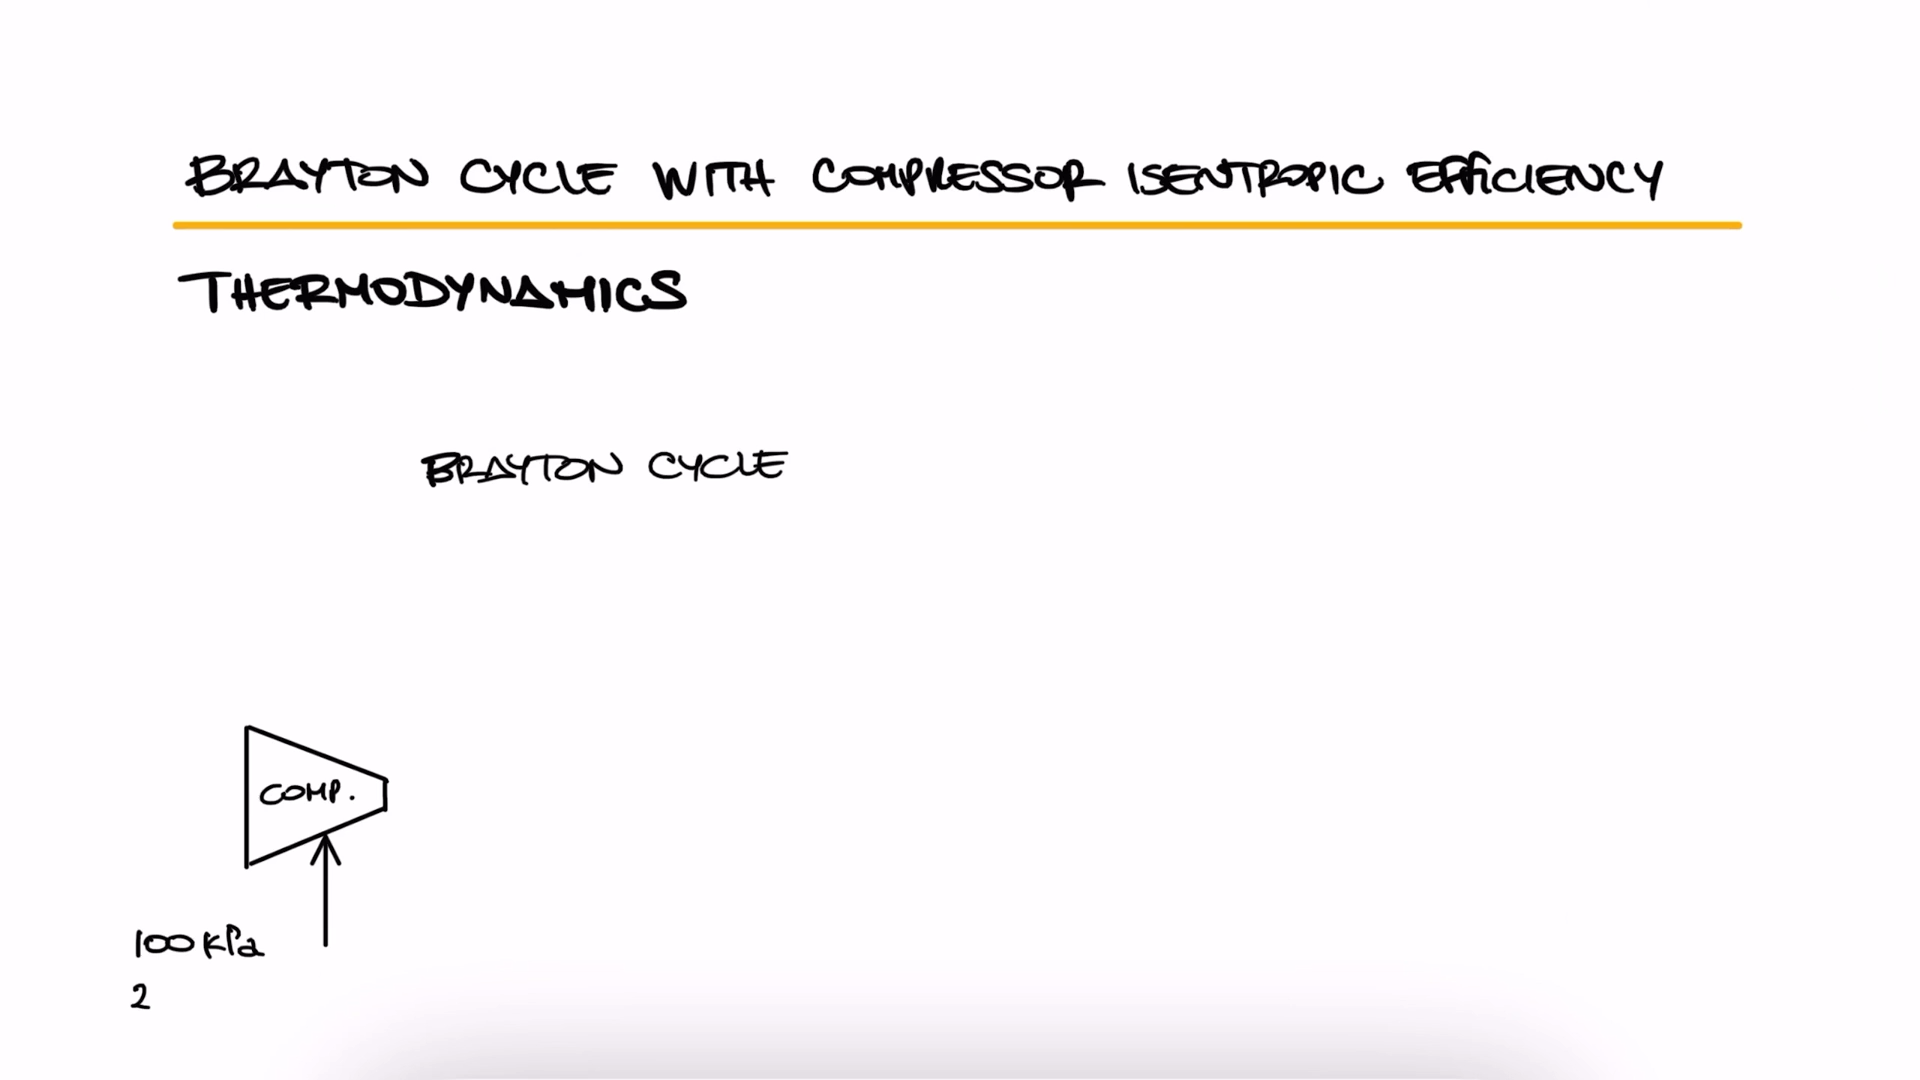 BRAYTON CYCLE WITH COMPRESSOR ISENTROPIC EFFICIENCY
THERMODYNAMICS
BRAYTON CYCLE
COMP.
100 kPa
2